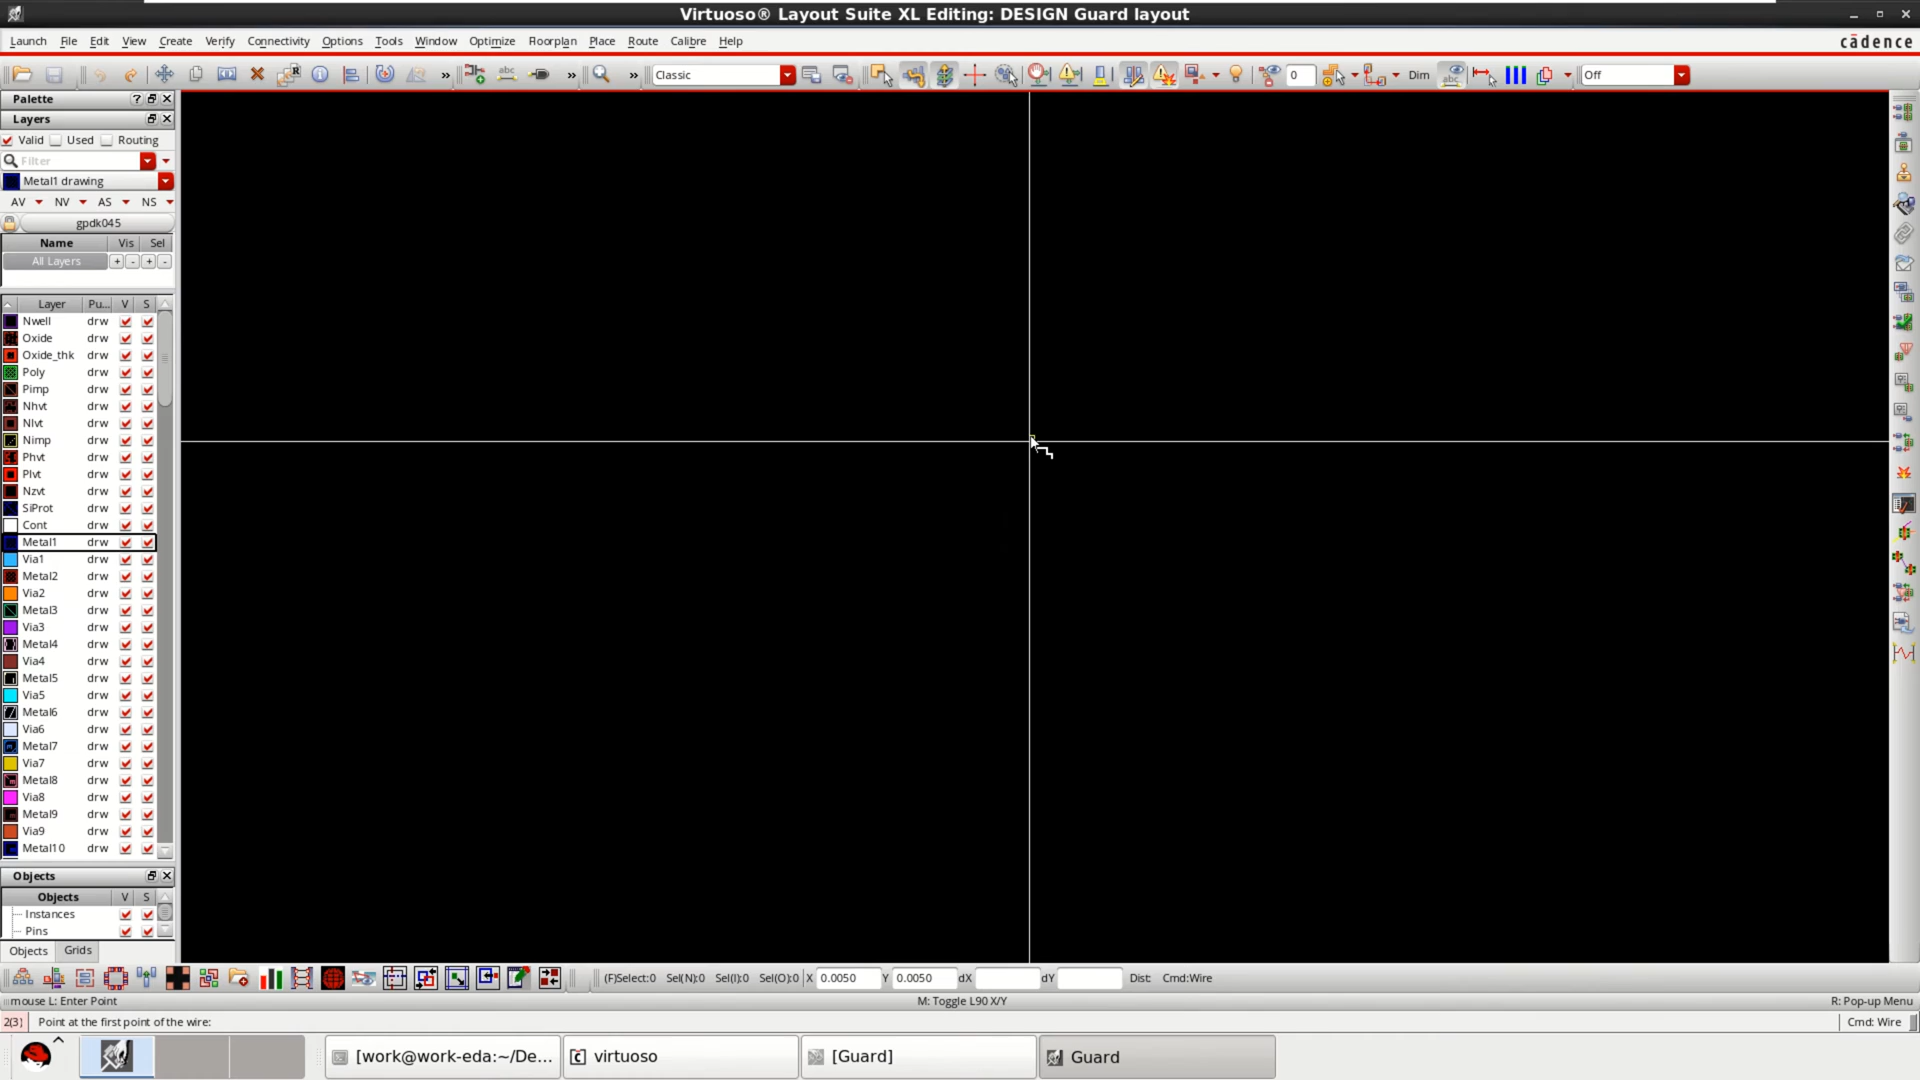 Virtuoso® Layout Suite XL Editing: DESIGN Guard layout
Launch File Edit View Create Verify Connectivity Options Tools Window Optimize Floorplan Place Route Calibre Help
cādence
Classic
0
Dim
Off
Palette
Layers
Valid Used Routing
Filter
Metal1 drawing
AV NV AS NS
gpdk045
Name Vis Sel
All Layers + - + -
Layer Pu... V S
Nwell drw
Oxide drw
Oxide_thk drw
Poly drw
Pimp drw
Nhvt drw
Nlvt drw
Nimp drw
Phvt drw
Plvt drw
Nzvt drw
SiProt drw
Cont drw
Metal1 drw
Via1 drw
Metal2 drw
Via2 drw
Metal3 drw
Via3 drw
Metal4 drw
Via4 drw
Metal5 drw
Via5 drw
Metal6 drw
Via6 drw
Metal7 drw
Via7 drw
Metal8 drw
Via8 drw
Metal9 drw
Via9 drw
Metal10 drw
Objects
Objects V S
Instances
Pins
Objects Grids
(F)Select:0 Sel(N):0 Sel(I):0 Sel(O):0 X 0.0050 Y 0.0050 dX dY Dist: Cmd:Wire
mouse L: Enter Point M: Toggle L90 X/Y R: Pop-up Menu
2(3) Point at the first point of the wire: Cmd: Wire
[work@work-eda:~/De... virtuoso [Guard] Guard